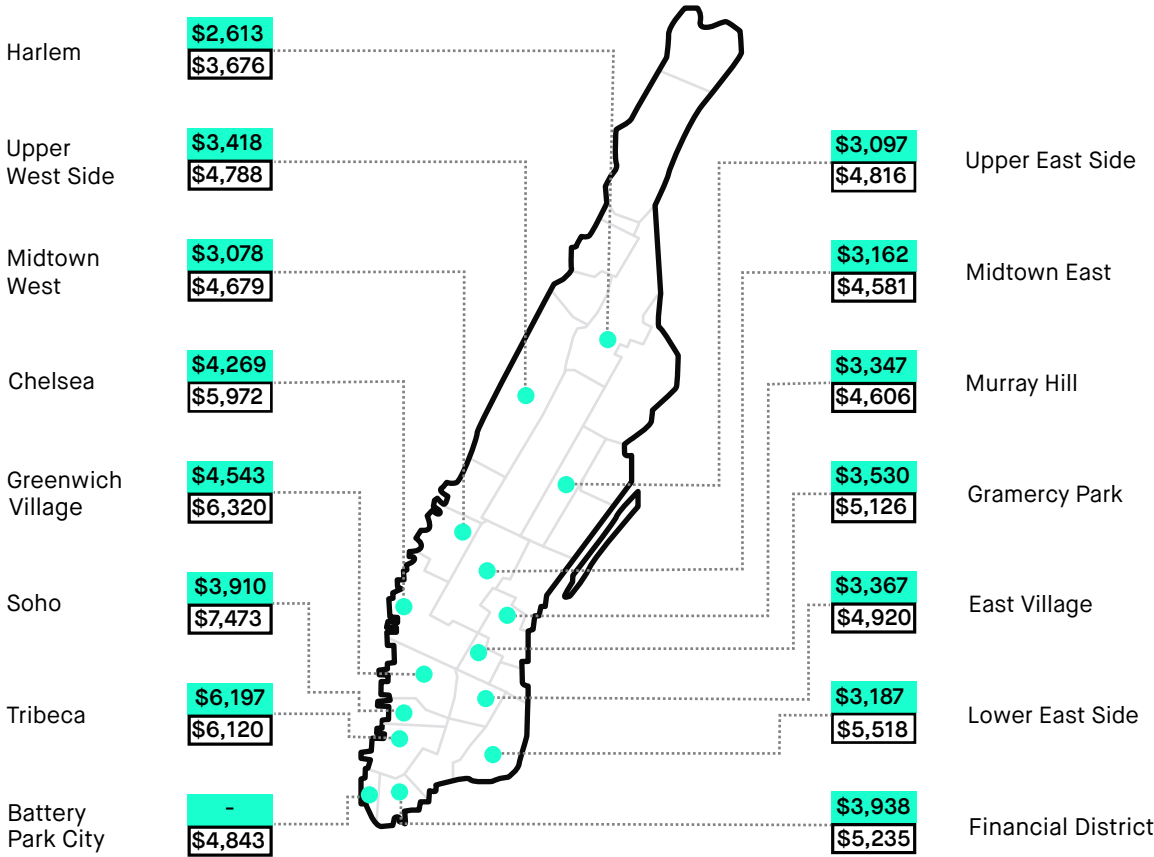 Harlem
$2,613
$3,676
Upper
West Side
$3,418
$4,788
Midtown
West
$3,078
$4,679
Chelsea
$4,269
$5,972
Greenwich
Village
$4,543
$6,320
Soho
$3,910
$7,473
Tribeca
$6,197
$6,120
Battery
Park City
-
$4,843
$3,097
$4,816
Upper East Side
$3,162
$4,581
Midtown East
$3,347
$4,606
Murray Hill
$3,530
$5,126
Gramercy Park
$3,367
$4,920
East Village
$3,187
$5,518
Lower East Side
$3,938
$5,235
Financial District